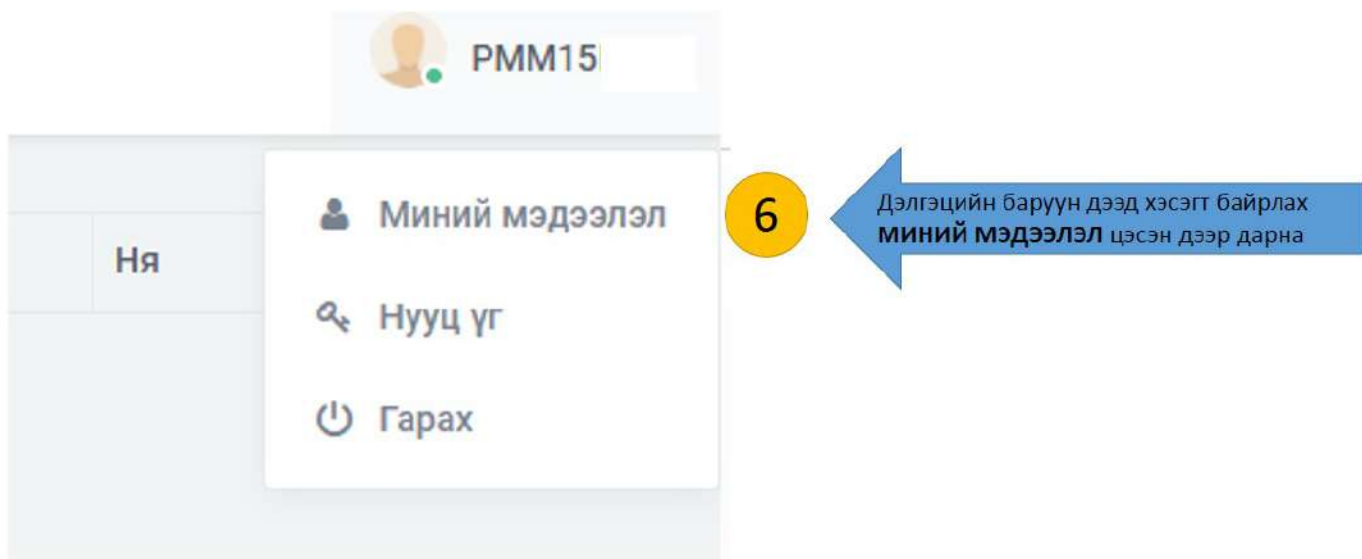 PMM15
Миний мэдээлэл
6
Дэлгэцийн баруун дээд хэсэгт байрлах
МИНИЙ МЭДЭЭЛЭЛ цэсэн дээр дарна
Ня
Нууц үг
Гарах